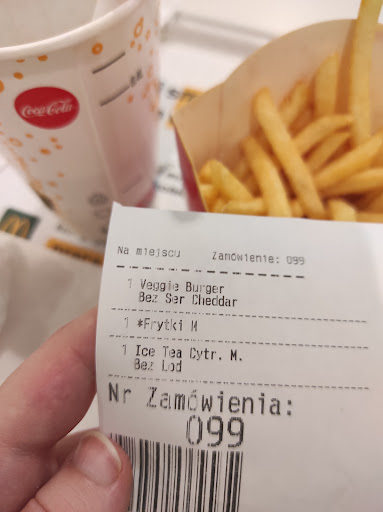 Coca-Cola
Na miejscu Zamówienie: 099
1 Veggie Burger
Bez Ser Cheddar
1 *Frytki M
1 Ice Tea Cytr. M.
Bez Lod
Nr Zamówienia:
099